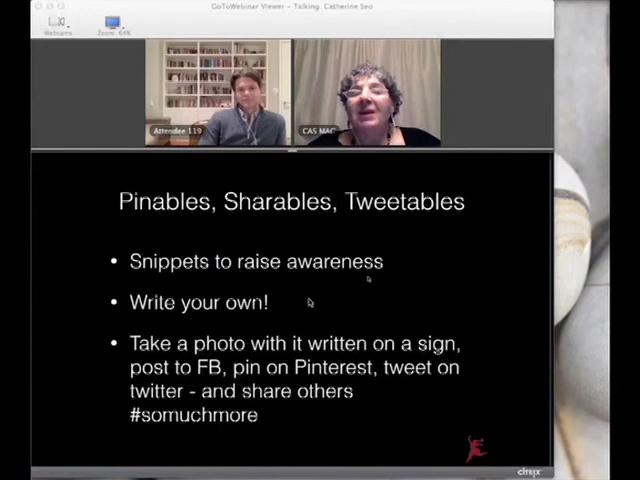 GoToWebinar Viewer - Talking: Catherine Seo
Webcams
Zoom: 64%
Attendee 119
CAS MAC
Pinables, Sharables, Tweetables
• Snippets to raise awareness
• Write your own!
• Take a photo with it written on a sign,
post to FB, pin on Pinterest, tweet on
twitter - and share others
#somuchmore
CITRIX